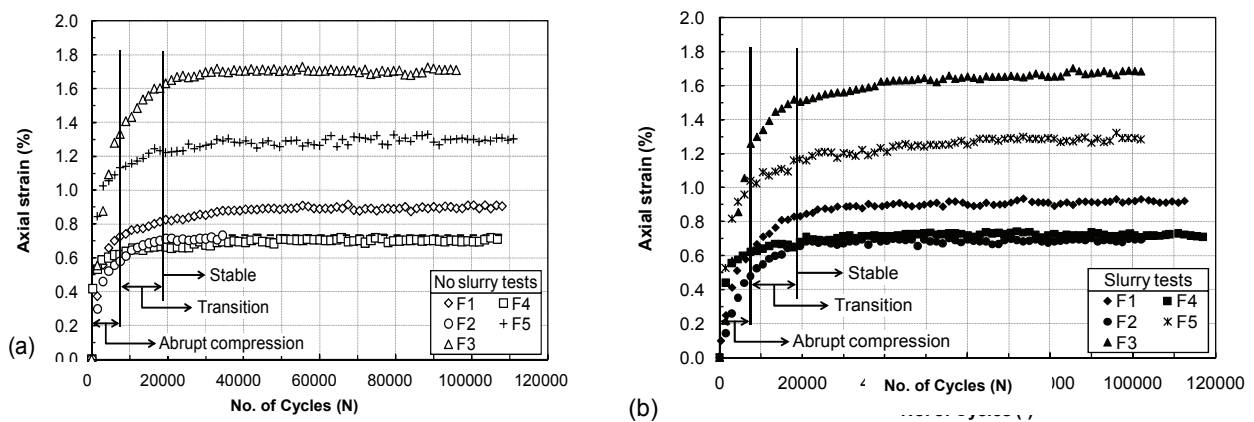 (a)
2.0
1.8
1.6
1.4
1.2
1.0
0.8
0.6
0.4
0.2
0.0
Axial strain (%)
Stable
Transition
Abrupt compression
No slurry tests
F1 F4
F2 F5
F3
0 20000 40000 60000 80000 100000 120000
No. of Cycles (N)
(b)
2.0
1.8
1.6
1.4
1.2
1.0
0.8
0.6
0.4
0.2
0.0
Axial strain (%)
Stable
Transition
Abrupt compression
Slurry tests
F1 F4
F2 F5
F3
0 20000 100000 120000
No. of Cycles (N)